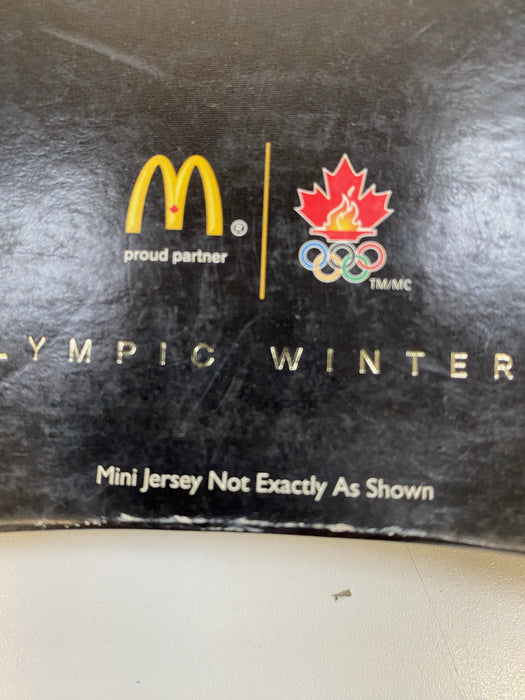 M ®
proud partner
TM/MC
LYMPIC WINTER
Mini Jersey Not Exactly As Shown